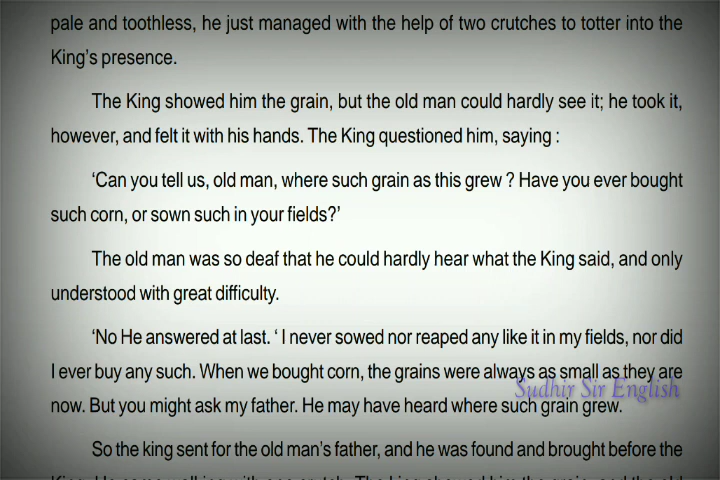 pale and toothless, he just managed with the help of two crutches to totter into the
King's presence.
The King showed him the grain, but the old man could hardly see it; he took it,
however, and felt it with his hands. The King questioned him, saying :
'Can you tell us, old man, where such grain as this grew ? Have you ever bought
such corn, or sown such in your fields?'
The old man was so deaf that he could hardly hear what the King said, and only
understood with great difficulty.
'No He answered at last. ' I never sowed nor reaped any like it in my fields, nor did
I ever buy any such. When we bought corn, the grains were always as small as they are
Sudhir Sir English
now. But you might ask my father. He may have heard where such grain grew.
So the king sent for the old man's father, and he was found and brought before the